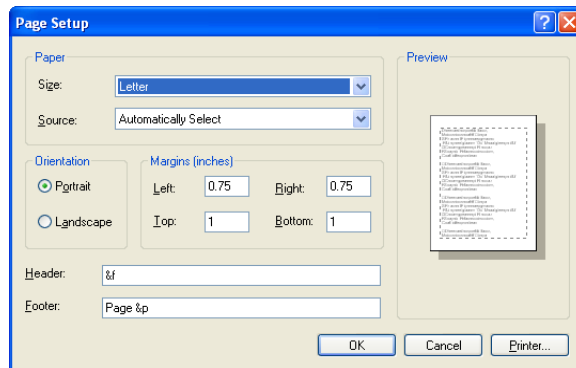 Page Setup
Paper
Size: Letter
Source: Automatically Select
Orientation
Portrait
Landscape
Margins (inches)
Left: 0.75 Right: 0.75
Top: 1 Bottom: 1
Header: &f
Footer: Page &p
Preview
OK Cancel Printer...